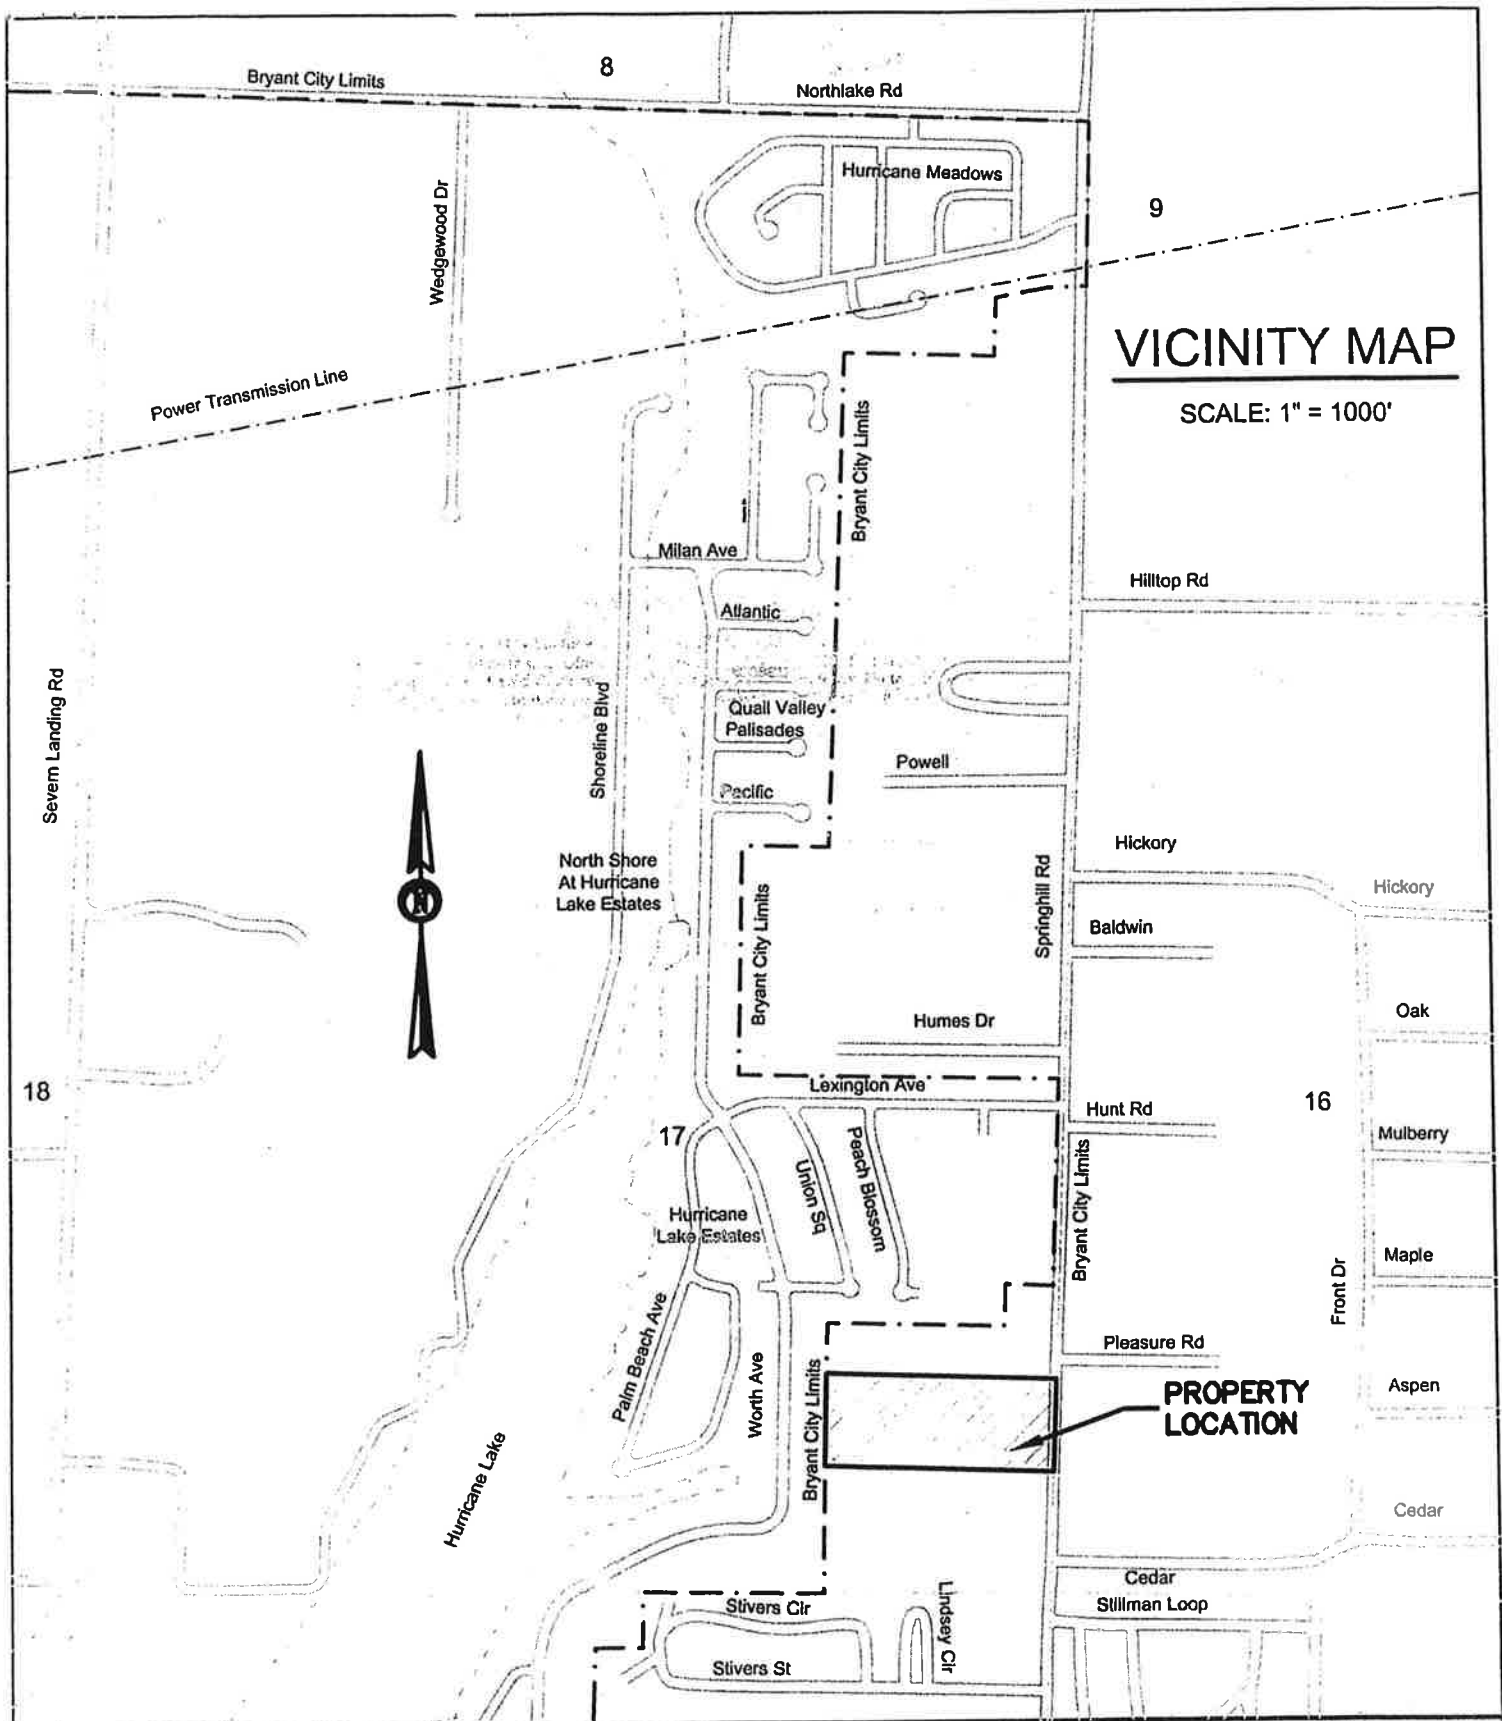 8
Bryant City Limits
Northlake Rd
Hurricane Meadows
Wedgewood Dr
9
VICINITY MAP
SCALE: 1" = 1000'
Power Transmission Line
Bryant City Limits
Milan Ave
Hilltop Rd
Atlantic
Sevem Landing Rd
Shoreline Blvd
Quail Valley
Palisades
Powell
Pacific
Hickory
North Shore
At Hurricane
Lake Estates
Hickory
Springhill Rd
Bryant City Limits
Baldwin
N
Oak
Humes Dr
Lexington Ave
18
Hunt Rd
16
17
Mulberry
Peach Blossom
Union Sq
Bryant City Limits
Hurricane
Lake Estates
Maple
Front Dr
Pleasure Rd
Palm Beach Ave
Worth Ave
Bryant City Limits
PROPERTY
LOCATION
Aspen
Hurricane Lake
Cedar
Cedar
Stillman Loop
Stivers Cir
Lindsey Cir
Stivers St